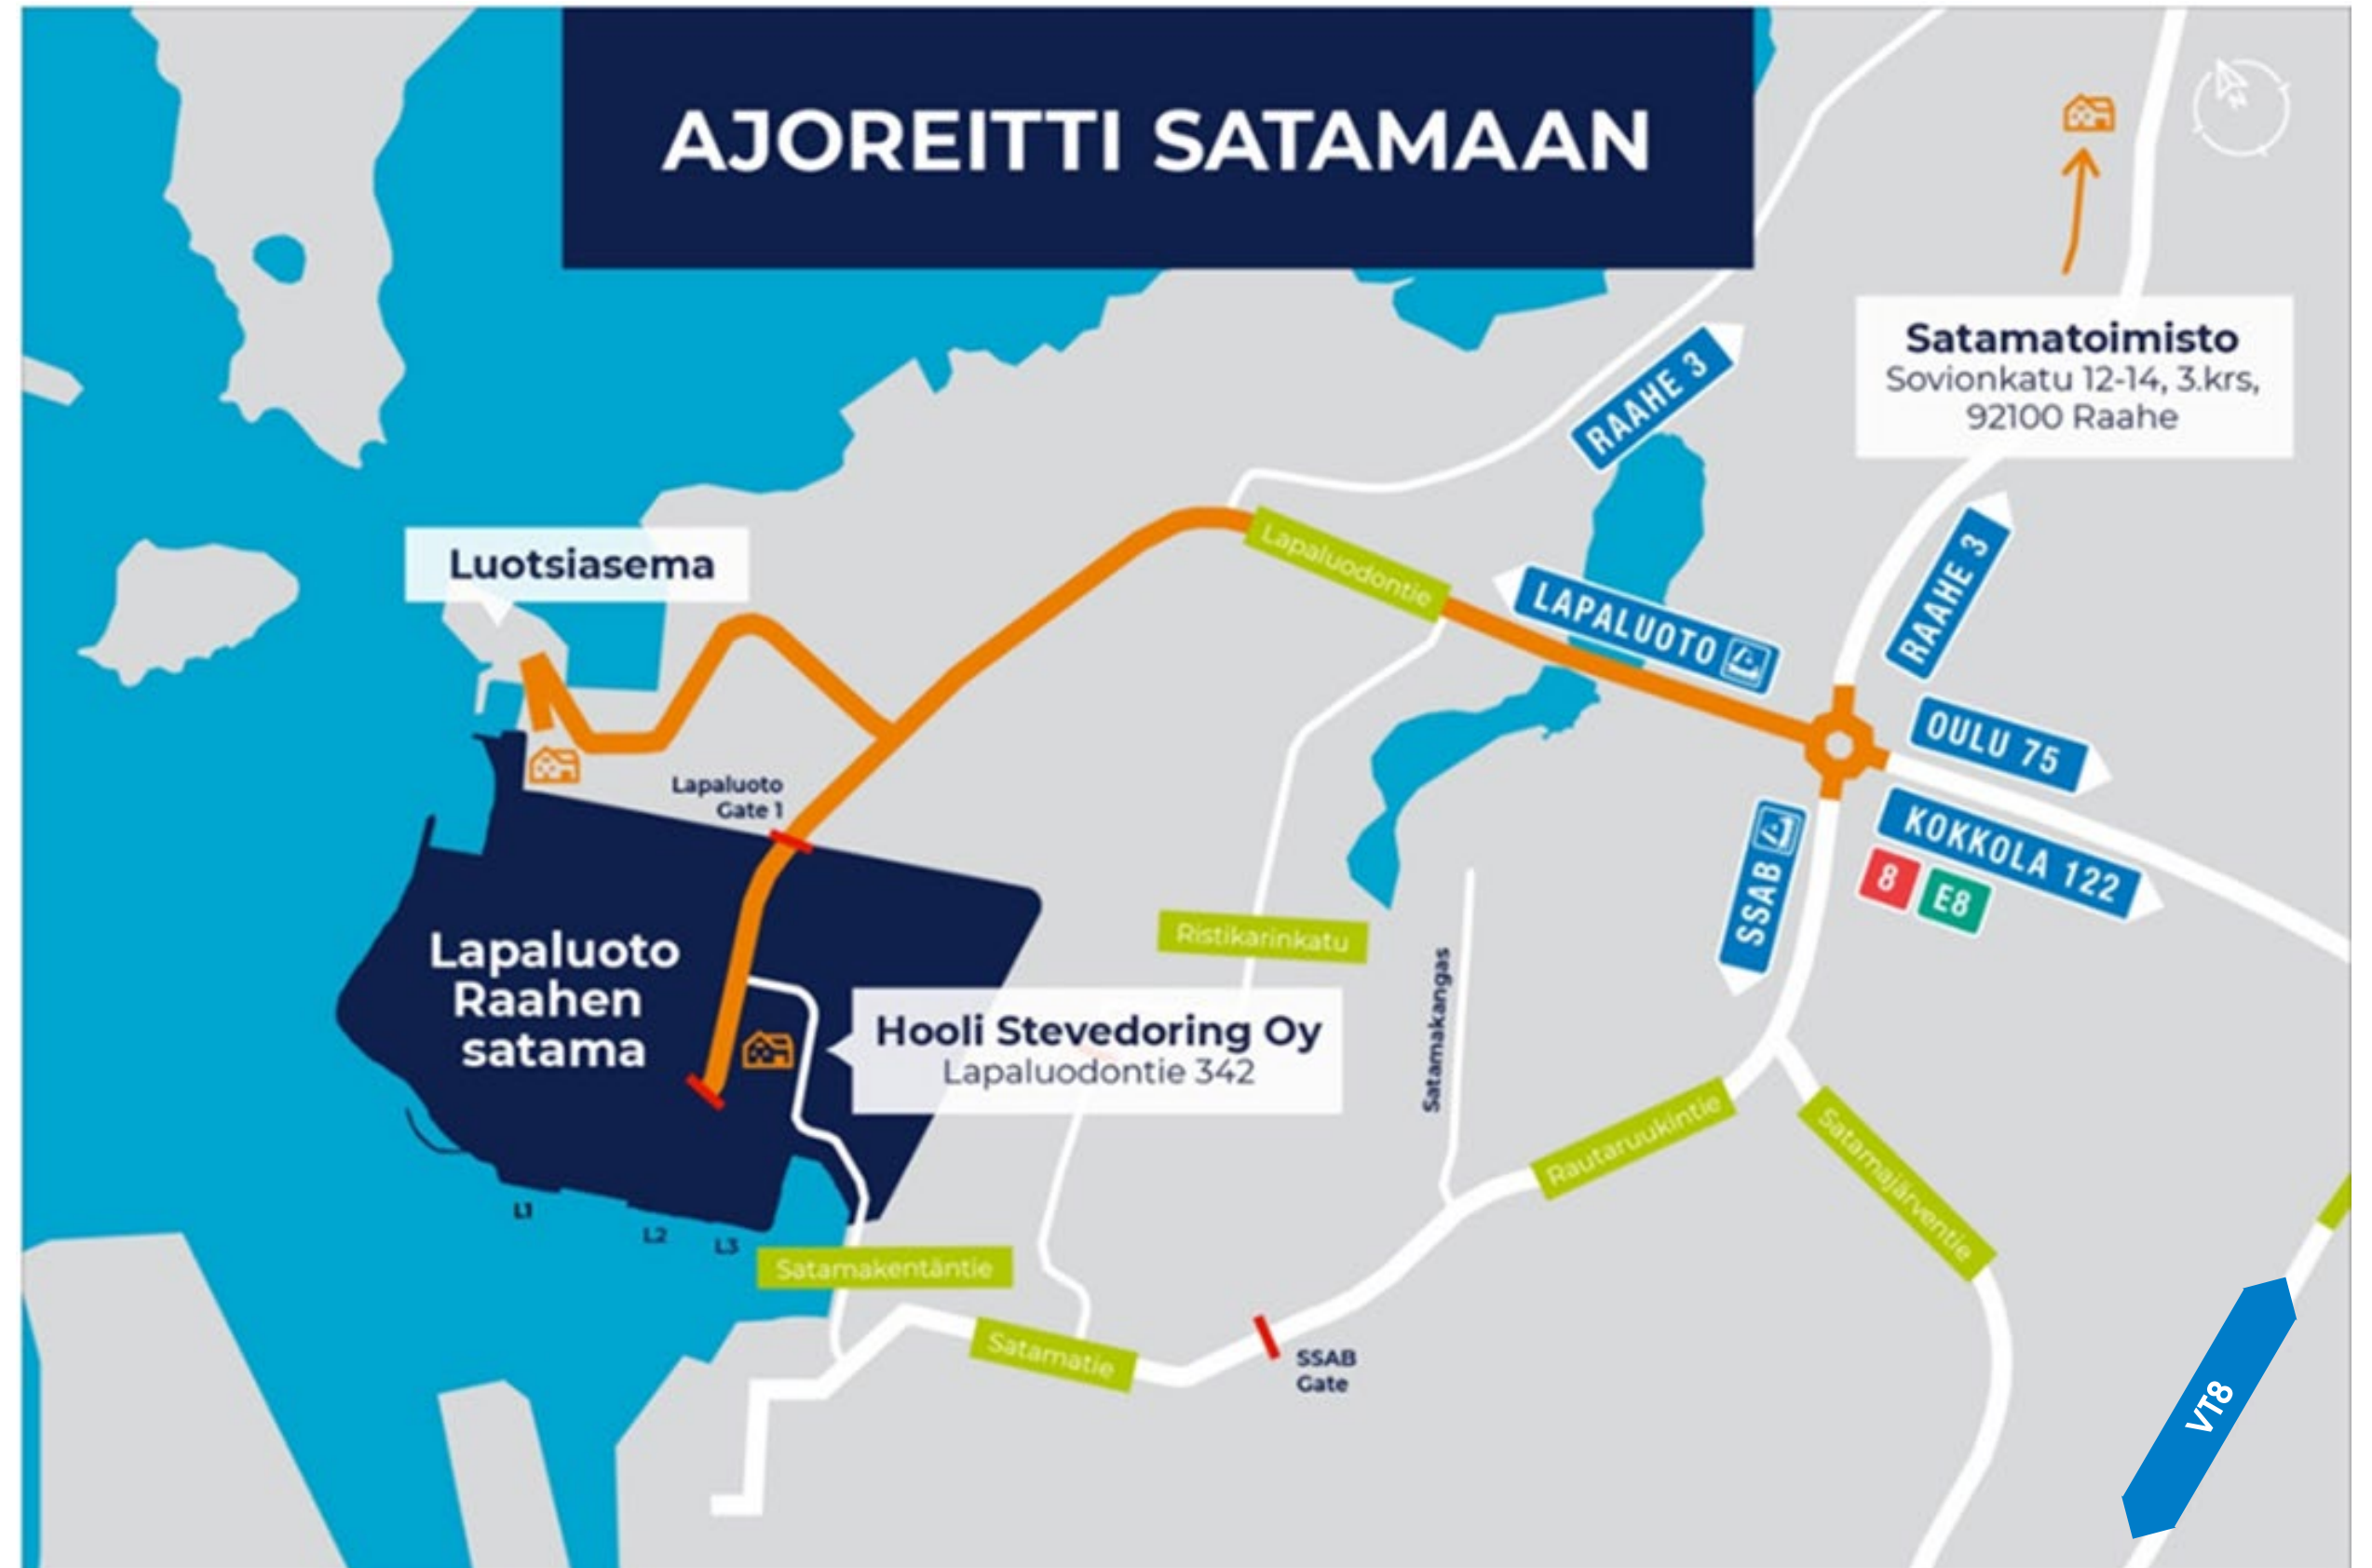 AJOREITTI SATAMAAN
N
Satamatoimisto
Sovionkatu 12-14, 3.krs,
92100 Raahe
RAAHE 3
Luotsiasema
Lapaluodontie
LAPALUOTO
RAAHE 3
OULU 75
KOKKOLA 122
8
E8
SSAB
Lapaluoto
Gate 1
Lapaluoto
Raahen
satama
Ristikarinkatu
Satamakangas
Hooli Stevedoring Oy
Lapaluodontie 342
Rautaruukintie
Satamajärventie
L1
L2
L3
Satamakentäntie
Satamatie
SSAB
Gate
VT8